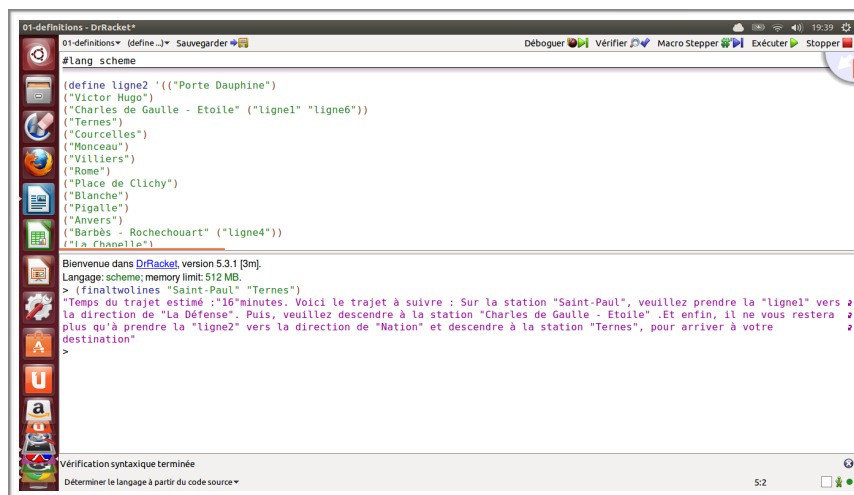 01-definitions - DrRacket*
19:39
01-definitions▾ (define ...)▾ Sauvegarder
Déboguer Vérifier Macro Stepper Exécuter Stopper
#lang scheme
(define ligne2 '(("Porte Dauphine")
("Victor Hugo")
("Charles de Gaulle - Etoile" ("ligne1" "ligne6"))
("Ternes")
("Courcelles")
("Monceau")
("Villiers")
("Rome")
("Place de Clichy")
("Blanche")
("Pigalle")
("Anvers")
("Barbès - Rochechouart" ("ligne4"))
("La Chapelle")
Bienvenue dans DrRacket, version 5.3.1 [3m].
Langage: scheme; memory limit: 512 MB.
> (finaltwolines "Saint-Paul" "Ternes")
"Temps du trajet estimé :"16"minutes. Voici le trajet à suivre : Sur la station "Saint-Paul", veuillez prendre la "ligne1" vers
la direction de "La Défense". Puis, veuillez descendre à la station "Charles de Gaulle - Etoile" .Et enfin, il ne vous restera
plus qu'à prendre la "ligne2" vers la direction de "Nation" et descendre à la station "Ternes", pour arriver à votre
destination"
>
Vérification syntaxique terminée
Déterminer le langage à partir du code source▾
5:2